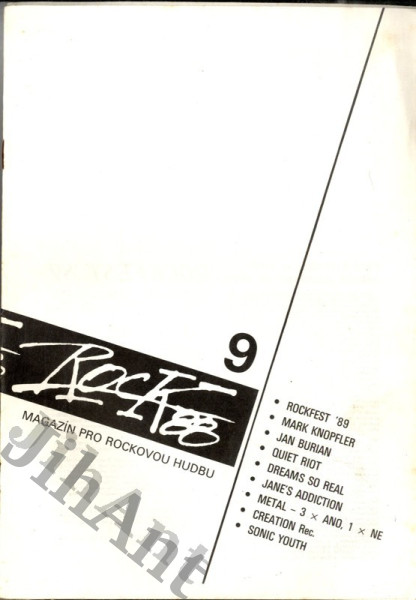 9
ROCK
MAGAZÍN PRO ROCKOVOU HUDBU
• ROCKFEST '89
• MARK KNOPFLER
• JAN BURIAN
• QUIET RIOT
• DREAMS SO REAL
• JANE'S ADDICTION
• METAL – 3 × ANO, 1 × NE
• CREATION Rec.
• SONIC YOUTH
JihAnt
JihAnt